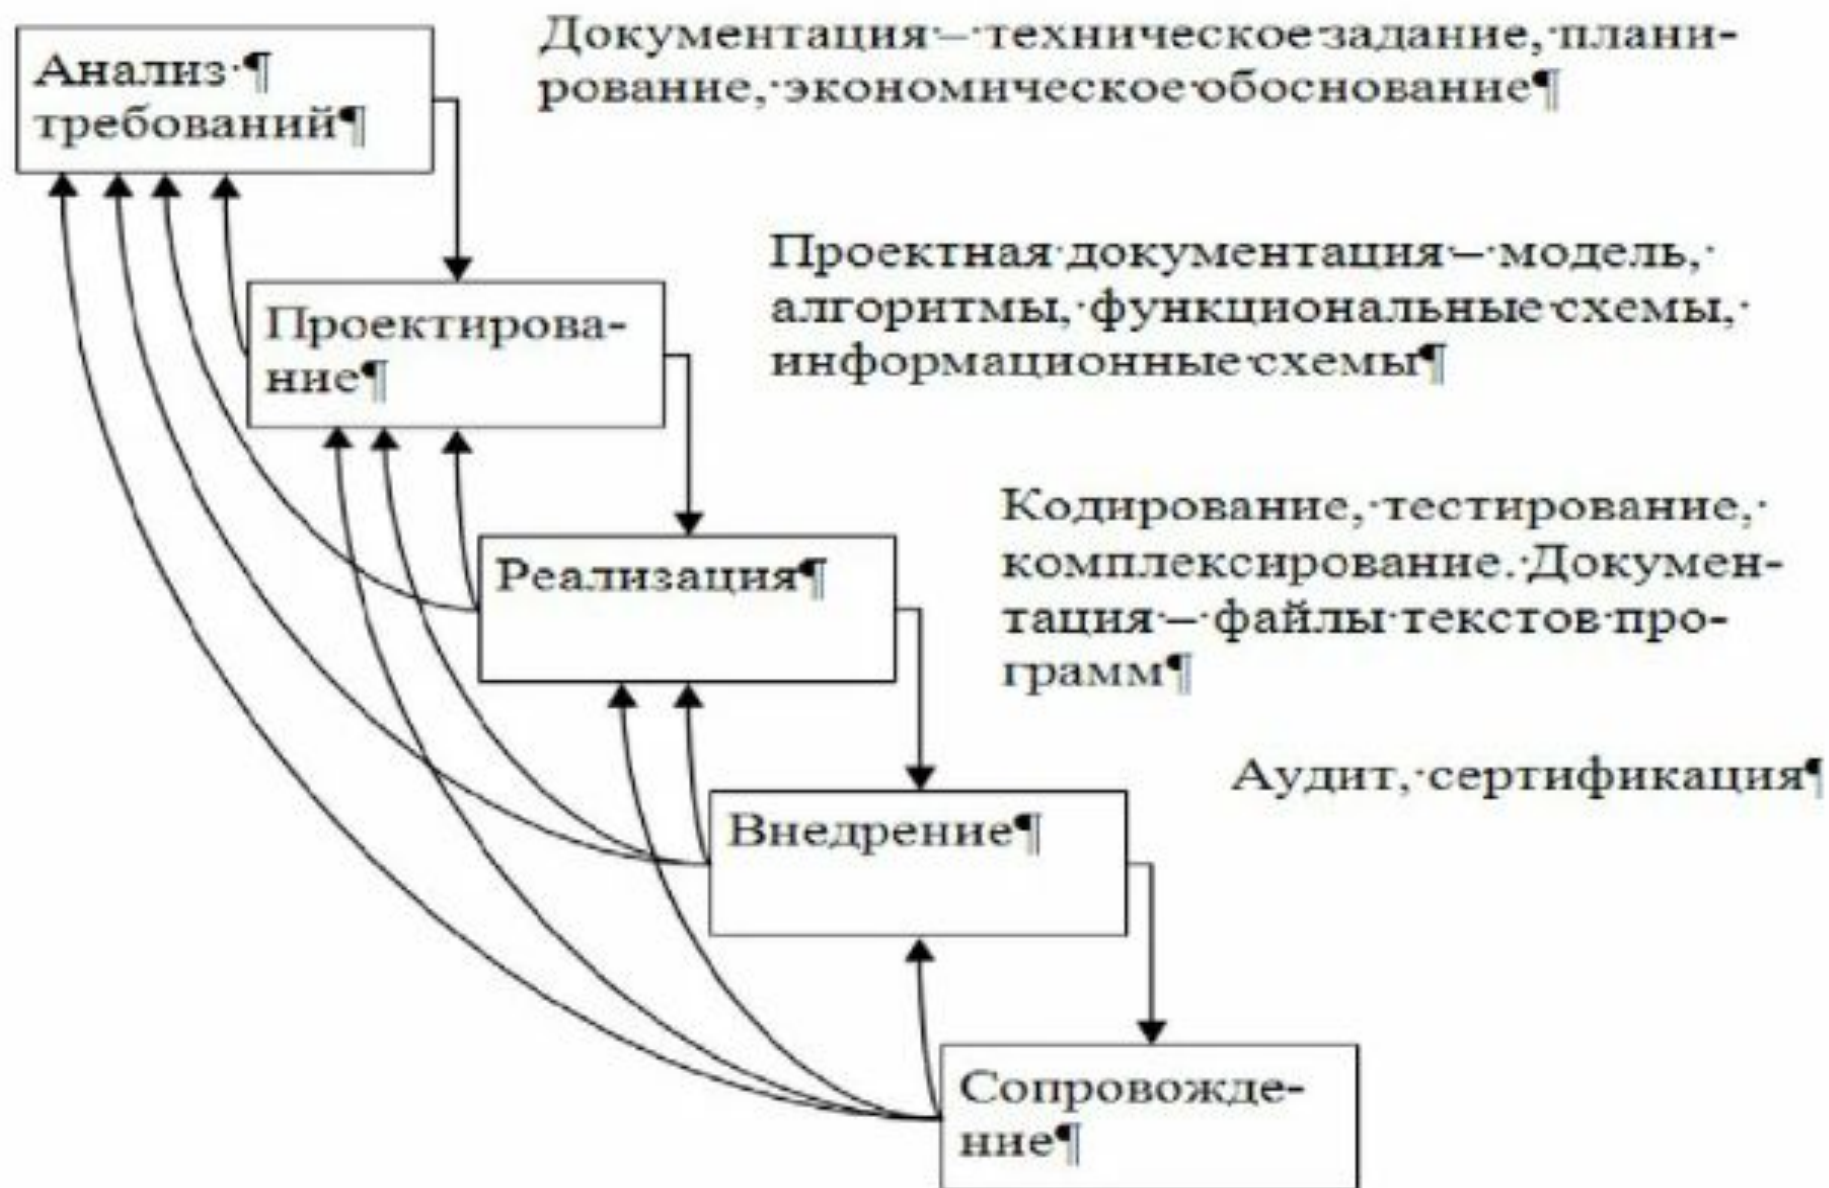 Анализ·¶
требований¶
Документация·–·техническое·задание,·плани-
рование,·экономическое·обоснование¶
Проектирова-
ние¶
Проектная·документация·–·модель,·
алгоритмы,·функциональные·схемы,·
информационные·схемы¶
Реализация¶
Кодирование,·тестирование,·
комплексирование.·Докумен-
тация·–·файлы·текстов·про-
грамм¶
Внедрение¶
Аудит,·сертификация¶
Сопровожде-
ние¶